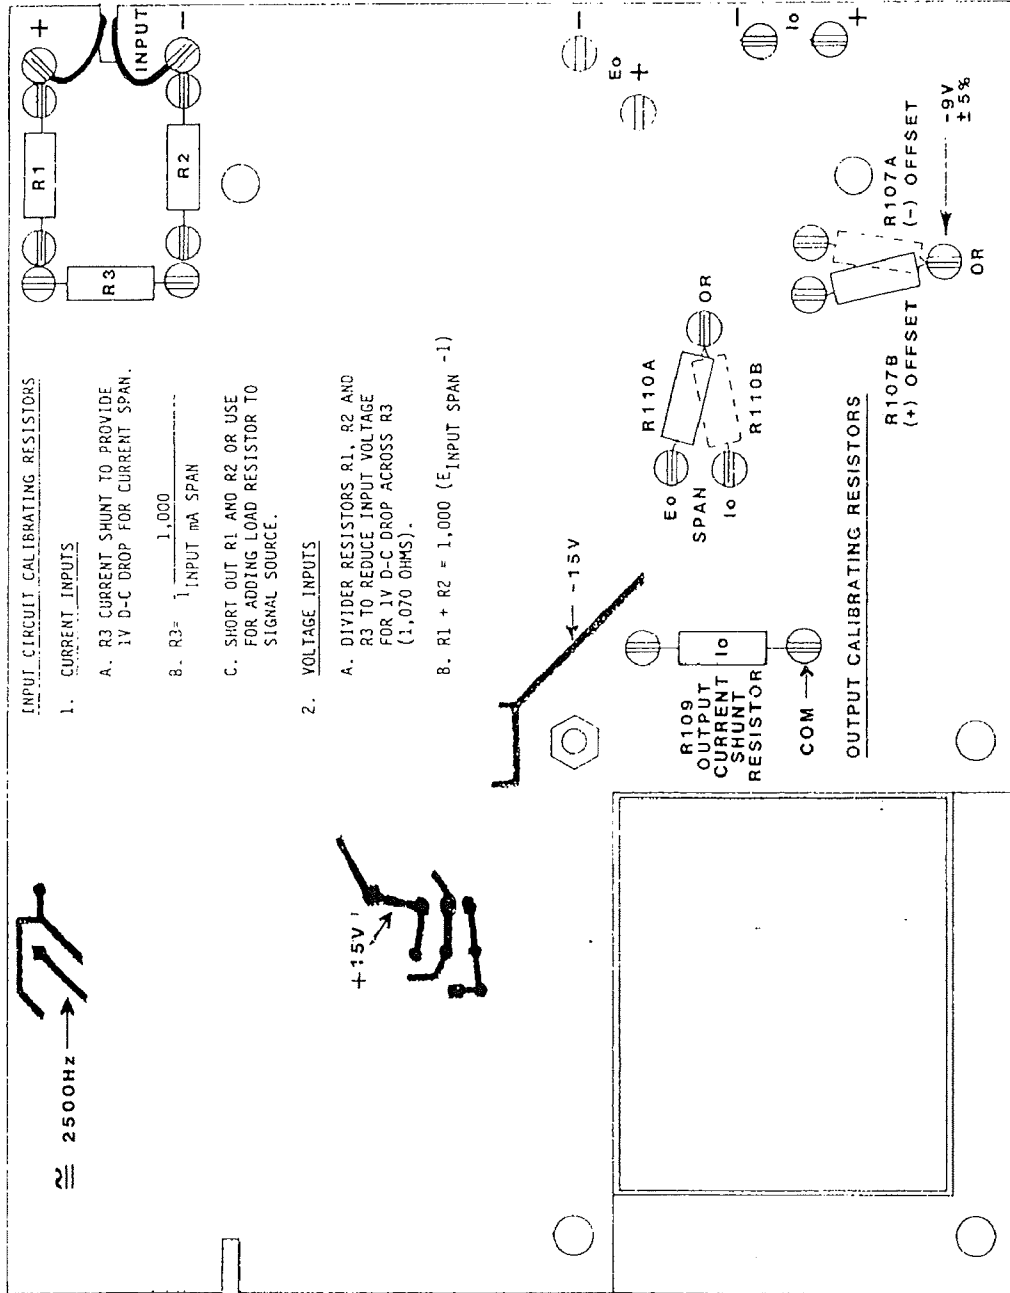 INPUT CIRCUIT CALIBRATING RESISTORS
1. CURRENT INPUTS
A. R3 CURRENT SHUNT TO PROVIDE
1V D-C DROP FOR CURRENT SPAN.
B. R3= 1,000
IINPUT mA SPAN
C. SHORT OUT R1 AND R2 OR USE
FOR ADDING LOAD RESISTOR TO
SIGNAL SOURCE.
2. VOLTAGE INPUTS
A. DIVIDER RESISTORS R1, R2 AND
R3 TO REDUCE INPUT VOLTAGE
FOR 1V D-C DROP ACROSS R3
(1,070 OHMS).
B. R1 + R2 = 1,000 (EINPUT SPAN -1)
+
INPUT
-
R1
R2
R3
≅ 2500Hz
+15V
-15V
-
Eo
+
-
Io
+
R110A
OR
R110B
Eo
SPAN
Io
R109
OUTPUT
CURRENT
SHUNT
RESISTOR
Io
COM
R107A
(-) OFFSET
-9V
±5%
OR
R107B
(+) OFFSET
OUTPUT CALIBRATING RESISTORS